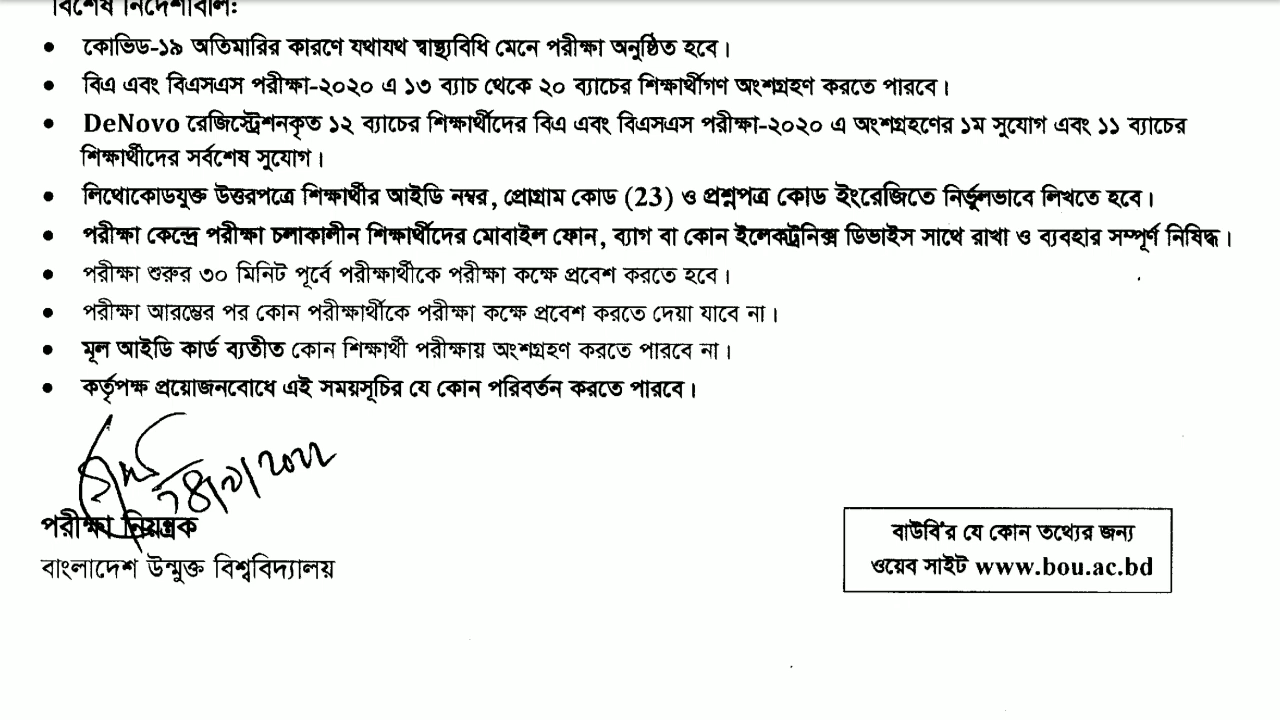 বিশেষ নির্দেশাবলি:
• কোভিড-১৯ অতিমারির কারণে যথাযথ স্বাস্থ্যবিধি মেনে পরীক্ষা অনুষ্ঠিত হবে।
• বিএ এবং বিএসএস পরীক্ষা-২০২০ এ ১৩ ব্যাচ থেকে ২০ ব্যাচের শিক্ষার্থীগণ অংশগ্রহণ করতে পারবে।
• DeNovo রেজিস্ট্রেশনকৃত ১২ ব্যাচের শিক্ষার্থীদের বিএ এবং বিএসএস পরীক্ষা-২০২০ এ অংশগ্রহণের ১ম সুযোগ এবং ১১ ব্যাচের
শিক্ষার্থীদের সর্বশেষ সুযোগ।
• লিথোকোডযুক্ত উত্তরপত্রে শিক্ষার্থীর আইডি নম্বর, প্রোগ্রাম কোড (23) ও প্রশ্নপত্র কোড ইংরেজিতে নির্ভুলভাবে লিখতে হবে।
• পরীক্ষা কেন্দ্রে পরীক্ষা চলাকালীন শিক্ষার্থীদের মোবাইল ফোন, ব্যাগ বা কোন ইলেকট্রনিক্স ডিভাইস সাথে রাখা ও ব্যবহার সম্পূর্ণ নিষিদ্ধ।
• পরীক্ষা শুরুর ৩০ মিনিট পূর্বে পরীক্ষার্থীকে পরীক্ষা কক্ষে প্রবেশ করতে হবে।
• পরীক্ষা আরম্ভের পর কোন পরীক্ষার্থীকে পরীক্ষা কক্ষে প্রবেশ করতে দেয়া যাবে না।
• মূল আইডি কার্ড ব্যতীত কোন শিক্ষার্থী পরীক্ষায় অংশগ্রহণ করতে পারবে না।
• কর্তৃপক্ষ প্রয়োজনবোধে এই সময়সূচির যে কোন পরিবর্তন করতে পারবে।
পরীক্ষা নিয়ন্ত্রক
বাংলাদেশ উন্মুক্ত বিশ্ববিদ্যালয়
বাউবি'র যে কোন তথ্যের জন্য
ওয়েব সাইট www.bou.ac.bd